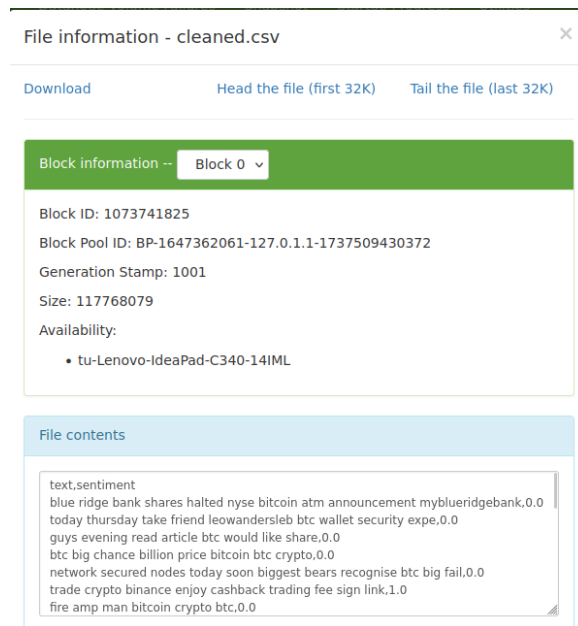 File information - cleaned.csv
×
Download Head the file (first 32K) Tail the file (last 32K)
Block information -- Block 0
Block ID: 1073741825
Block Pool ID: BP-1647362061-127.0.1.1-1737509430372
Generation Stamp: 1001
Size: 117768079
Availability:
• tu-Lenovo-IdeaPad-C340-14IML
File contents
text,sentiment
blue ridge bank shares halted nyse bitcoin atm announcement myblueridgebank,0.0
today thursday take friend leowandersleb btc wallet security expe,0.0
guys evening read article btc would like share,0.0
btc big chance billion price bitcoin btc crypto,0.0
network secured nodes today soon biggest bears recognise btc big fail,0.0
trade crypto binance enjoy cashback trading fee sign link,1.0
fire amp man bitcoin crypto btc,0.0